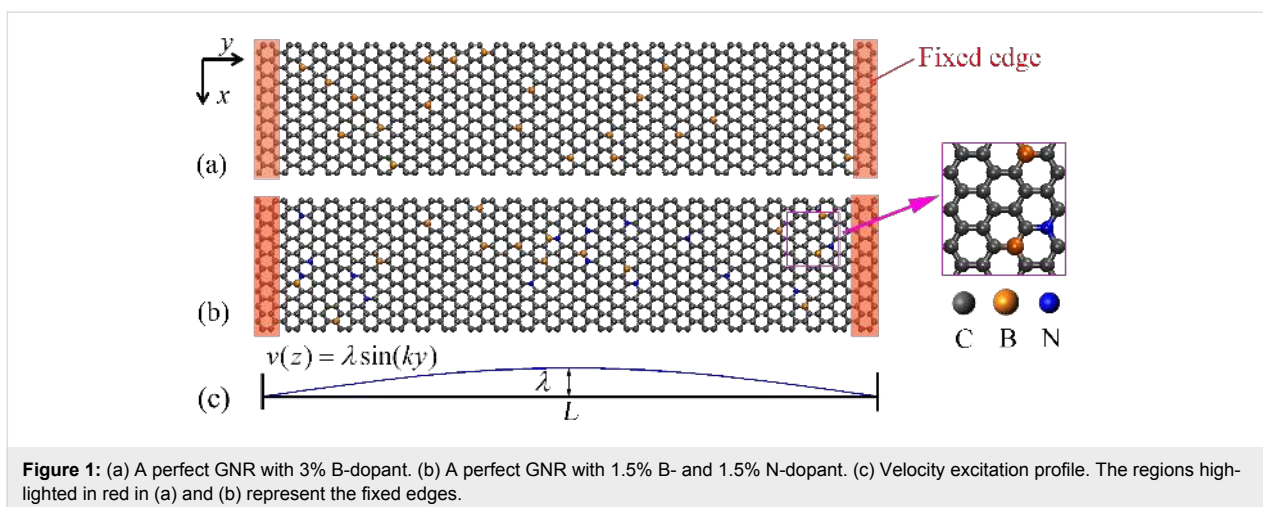 y
Fixed edge
x
(a)
(b)
C B N
v(z) = λ sin(ky)
λ
(c)
L
Figure 1: (a) A perfect GNR with 3% B-dopant. (b) A perfect GNR with 1.5% B- and 1.5% N-dopant. (c) Velocity excitation profile. The regions high-
lighted in red in (a) and (b) represent the fixed edges.